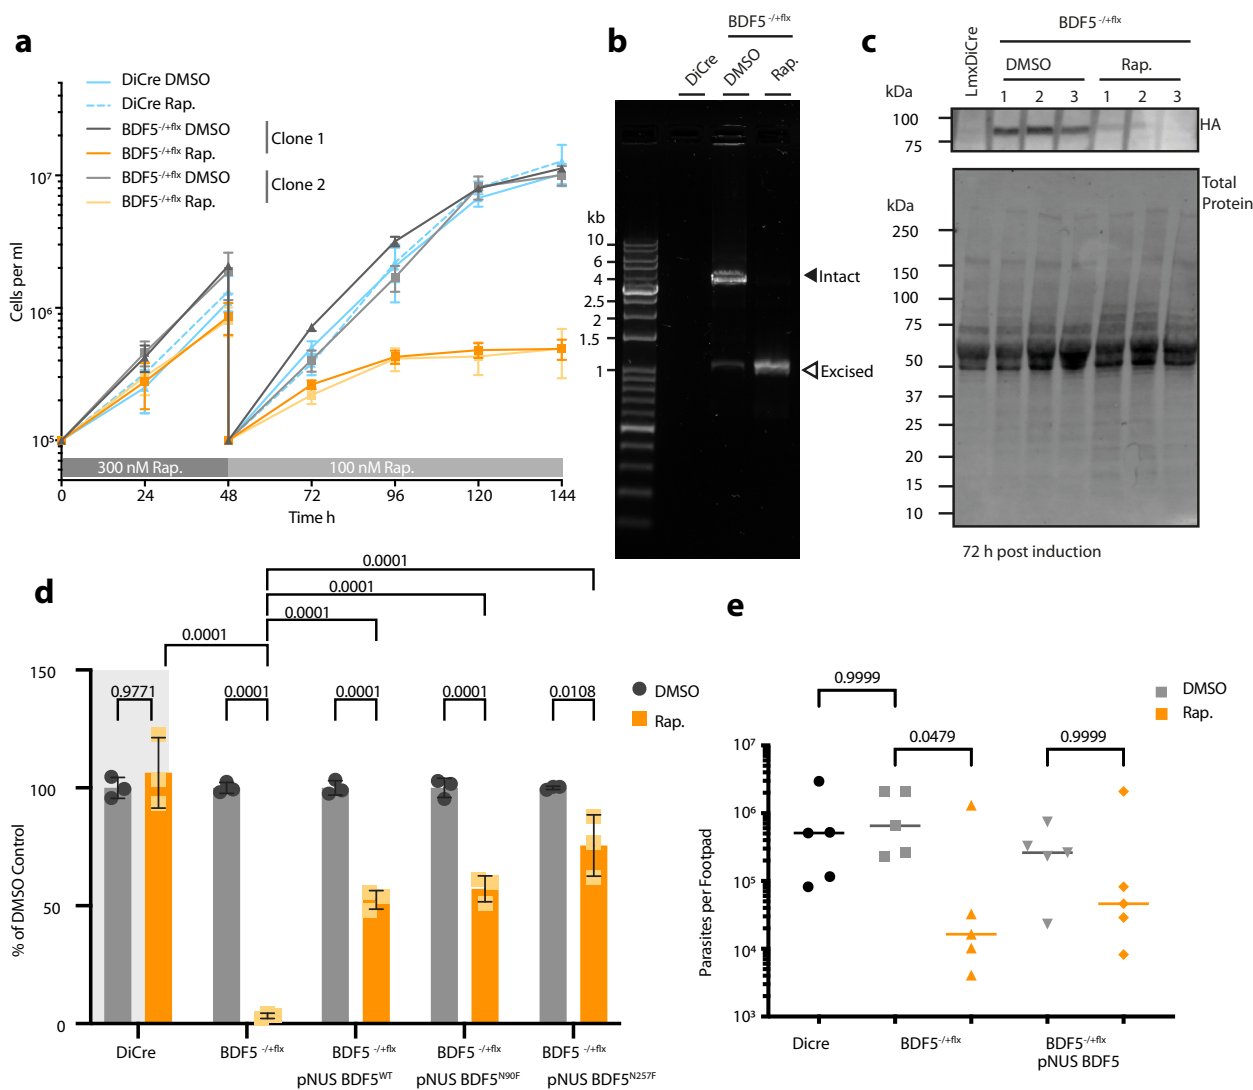 a
DiCre DMSO
DiCre Rap.
BDF5-/+flx DMSO
BDF5-/+flx Rap.
Clone 1
BDF5-/+flx DMSO
BDF5-/+flx Rap.
Clone 2
Cells per ml
10⁷
10⁶
10⁵
300 nM Rap.
100 nM Rap.
0
24
48
72
96
120
144
Time h
b
BDF5-/+flx
DiCre
DMSO
Rap.
kb
10
6
4
2.5
2
1.5
1
Intact
Excised
c
BDF5-/+flx
LmxDiCre
DMSO
Rap.
1 2 3 1 2 3
kDa
100
75
HA
Total
Protein
kDa
250
150
100
75
50
37
25
20
15
10
72 h post induction
d
0.0001
0.0001
0.0001
0.0001
0.9771
0.0001
0.0001
0.0001
0.0108
DMSO
Rap.
% of DMSO Control
150
100
50
0
DiCre
BDF5 -/+flx
BDF5 -/+flx
pNUS BDF5WT
BDF5 -/+flx
pNUS BDF5N90F
BDF5 -/+flx
pNUS BDF5N257F
e
0.9999
0.0479
0.9999
DMSO
Rap.
Parasites per Footpad
10⁷
10⁶
10⁵
10⁴
10³
Dicre
BDF5-/+flx
BDF5-/+flx
pNUS BDF5